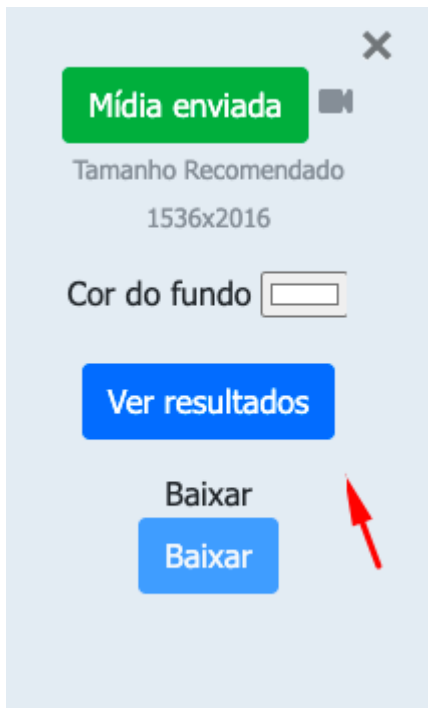 Mídia enviada
Tamanho Recomendado
1536x2016
Cor do fundo
Ver resultados
Baixar
Baixar